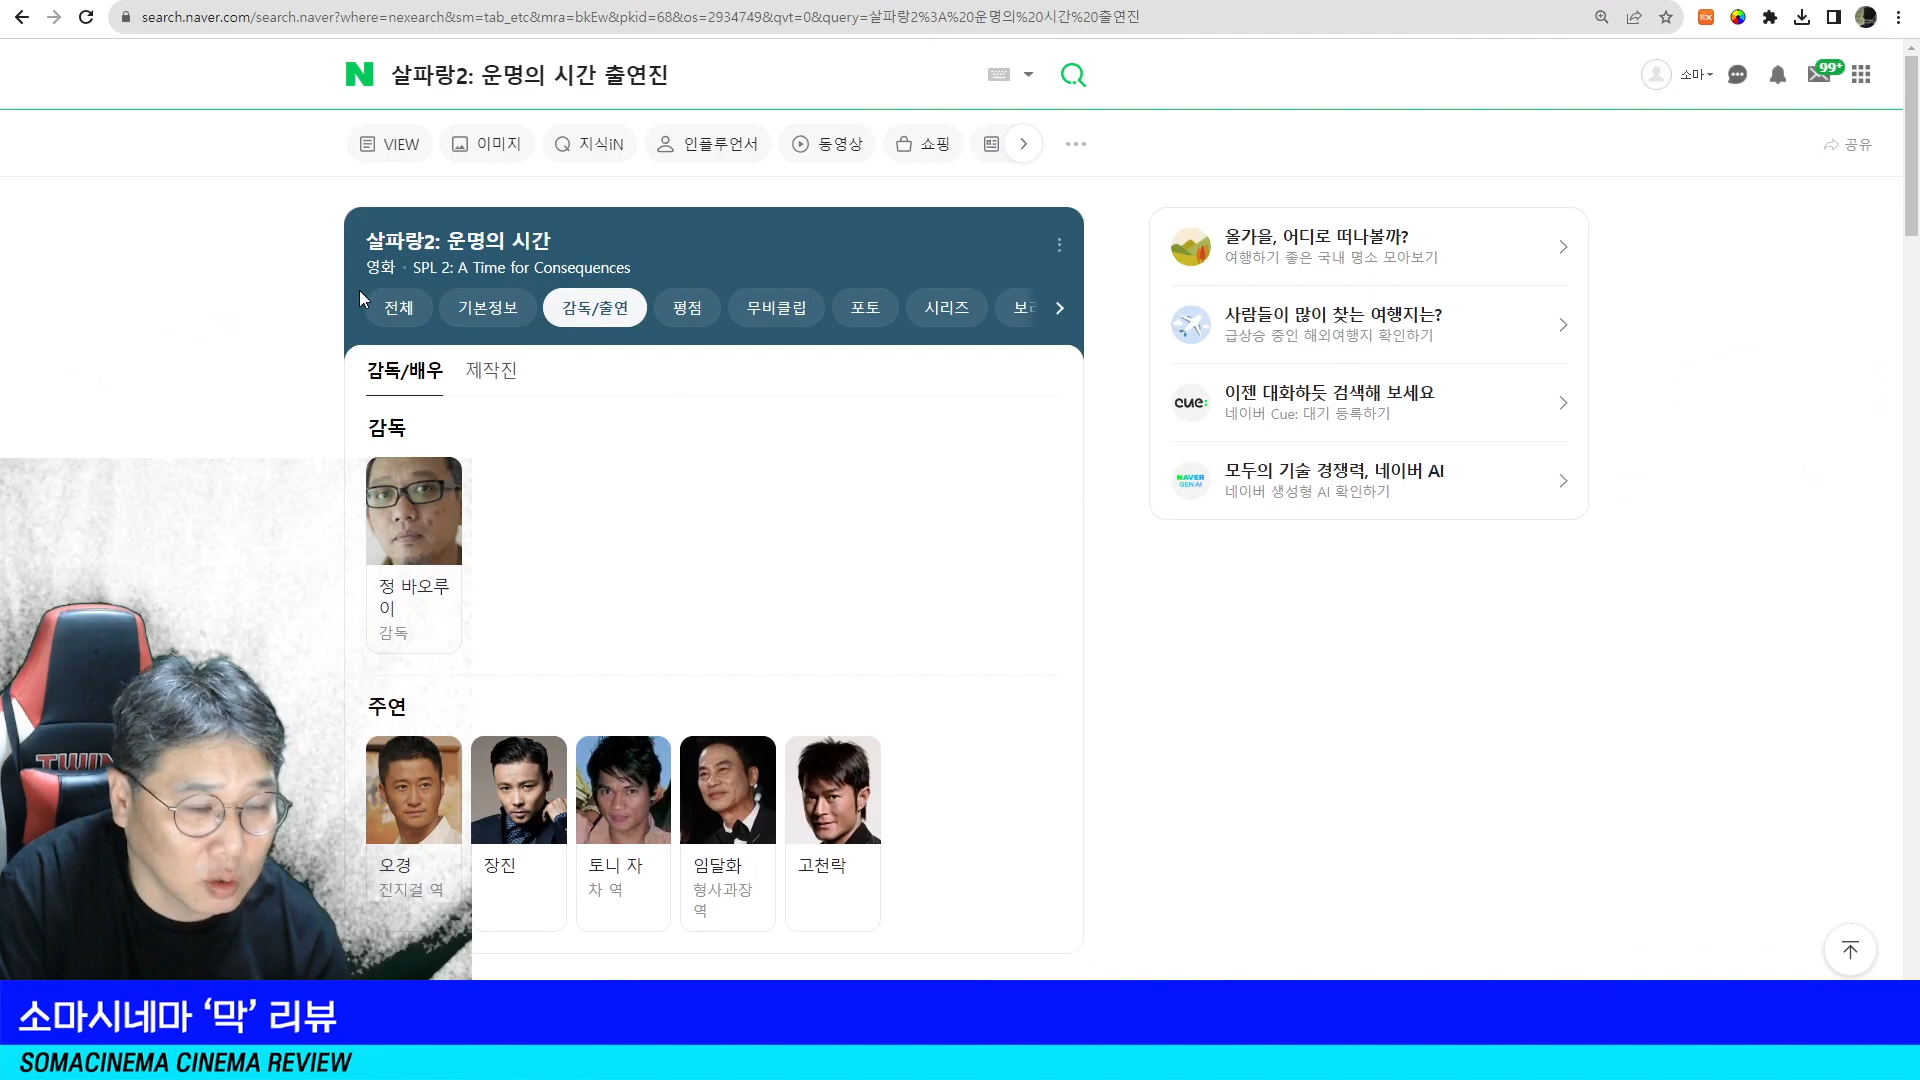 search.naver.com/search.naver?where=nexearch&sm=tab_etc&mra=bkEw&pkid=68&os=2934749&qvt=0&query=살파랑2%3A%20운명의%20시간%20출연진
살파랑2: 운명의 시간 출연진
소마
99+
VIEW
이미지
지식iN
인플루언서
동영상
쇼핑
공유
살파랑2: 운명의 시간
영화 · SPL 2: A Time for Consequences
전체
기본정보
감독/출연
평점
무비클립
포토
시리즈
감독/배우
제작진
감독
정 바오루
이
감독
주연
오경
진지걸 역
장진
토니 자
차 역
임달화
형사과장
역
고천락
올가을, 어디로 떠나볼까?
여행하기 좋은 국내 명소 모아보기
사람들이 많이 찾는 여행지는?
급상승 중인 해외여행지 확인하기
cue:
이젠 대화하듯 검색해 보세요
네이버 Cue: 대기 등록하기
NAVER
GEN AI
모두의 기술 경쟁력, 네이버 AI
네이버 생성형 AI 확인하기
소마시네마 ‘막’ 리뷰
SOMACINEMA CINEMA REVIEW